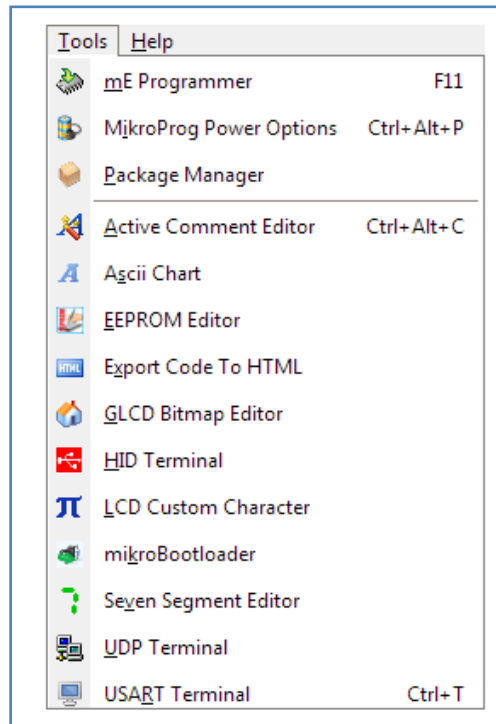 Tools Help
mE Programmer F11
MikroProg Power Options Ctrl+Alt+P
Package Manager
Active Comment Editor Ctrl+Alt+C
Ascii Chart
EEPROM Editor
HTML Export Code To HTML
GLCD Bitmap Editor
HID Terminal
LCD Custom Character
mikroBootloader
Seven Segment Editor
UDP Terminal
USART Terminal Ctrl+T